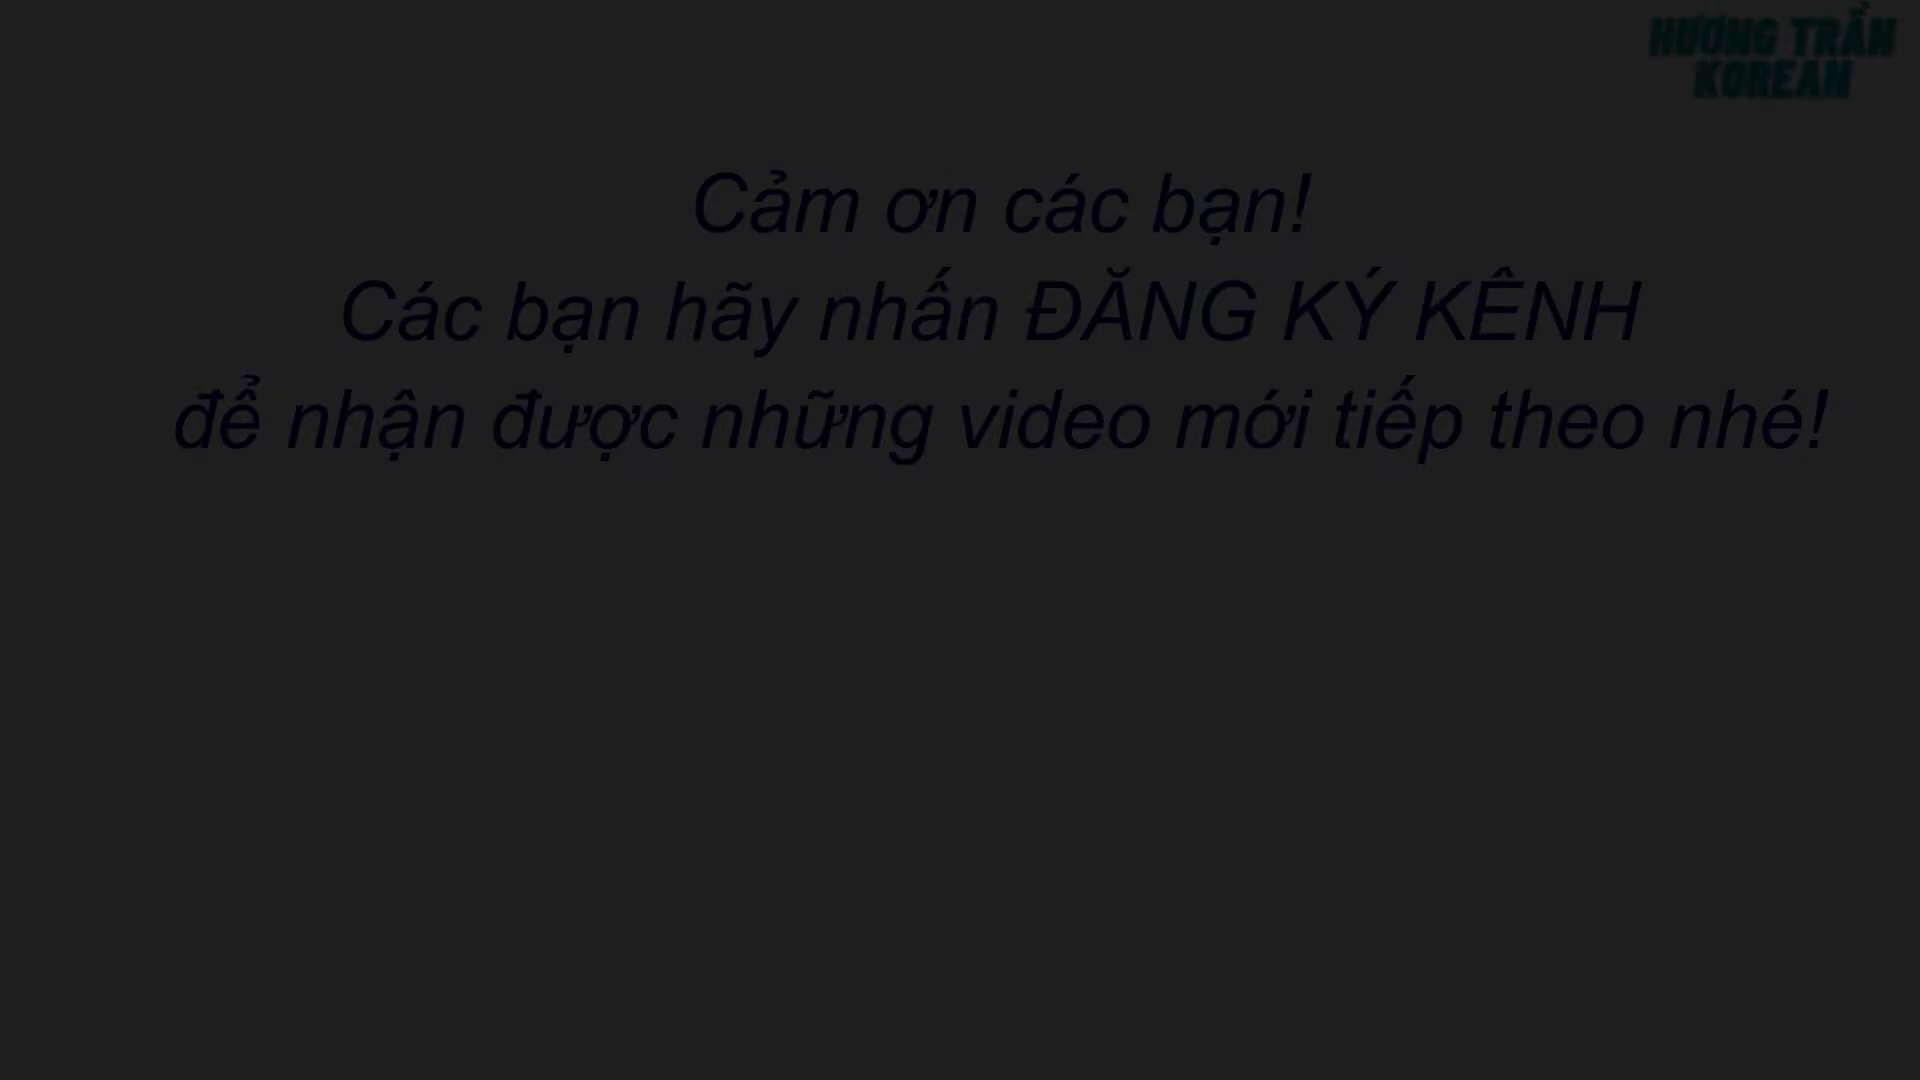 HƯƠNG TRẦN
KOREAN
Cảm ơn các bạn!
Các bạn hãy nhấn ĐĂNG KÝ KÊNH
để nhận được những video mới tiếp theo nhé!